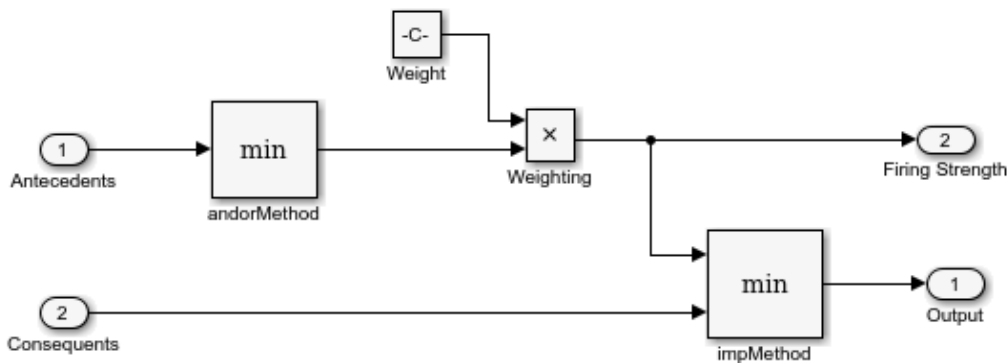 -C-
Weight
1
Antecedents
min
andorMethod
×
Weighting
2
Firing Strength
2
Consequents
min
impMethod
1
Output